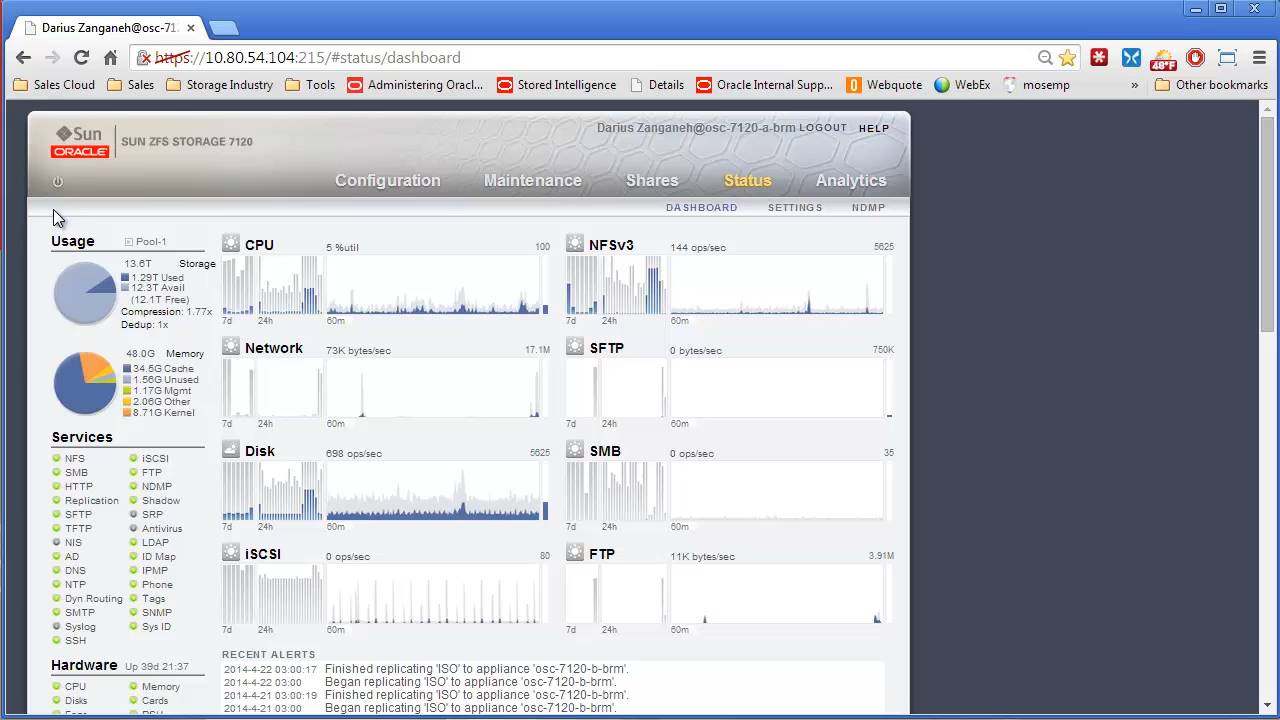 Darius Zanganeh@osc-71
https://10.80.54.104:215/#status/dashboard
48°F
Sales Cloud Sales Storage Industry Tools Administering Oracl... Stored Intelligence Details Oracle Internal Supp... Webquote WebEx mosemp » Other bookmarks
Sun
ORACLE
SUN ZFS STORAGE 7120
Darius Zanganeh@osc-7120-a-brm LOGOUT HELP
Configuration Maintenance Shares Status Analytics
DASHBOARD SETTINGS NDMP
Usage Pool-1
13.6T Storage
1.29T Used
12.3T Avail
(12.1T Free)
Compression: 1.77x
Dedup: 1x
48.0G Memory
34.5G Cache
1.56G Unused
1.17G Mgmt
2.06G Other
8.71G Kernel
Services
NFS iSCSI
SMB FTP
HTTP NDMP
Replication Shadow
SFTP SRP
TFTP Antivirus
NIS LDAP
AD ID Map
DNS IPMP
NTP Phone
Dyn Routing Tags
SMTP SNMP
Syslog Sys ID
SSH
Hardware Up 39d 21:37
CPU Memory
Disks Cards
CPU 5 %util 100
7d 24h 60m
NFSv3 144 ops/sec 5625
7d 24h 60m
Network 73K bytes/sec 17.1M
7d 24h 60m
SFTP 0 bytes/sec 750K
7d 24h 60m
Disk 698 ops/sec 5625
7d 24h 60m
SMB 0 ops/sec 35
7d 24h 60m
iSCSI 0 ops/sec 80
7d 24h 60m
FTP 11K bytes/sec 3.91M
7d 24h 60m
RECENT ALERTS
2014-4-22 03:00:17 Finished replicating 'ISO' to appliance 'osc-7120-b-brm'.
2014-4-22 03:00 Began replicating 'ISO' to appliance 'osc-7120-b-brm'.
2014-4-21 03:00:19 Finished replicating 'ISO' to appliance 'osc-7120-b-brm'.
2014-4-21 03:00 Began replicating 'ISO' to appliance 'osc-7120-b-brm'.